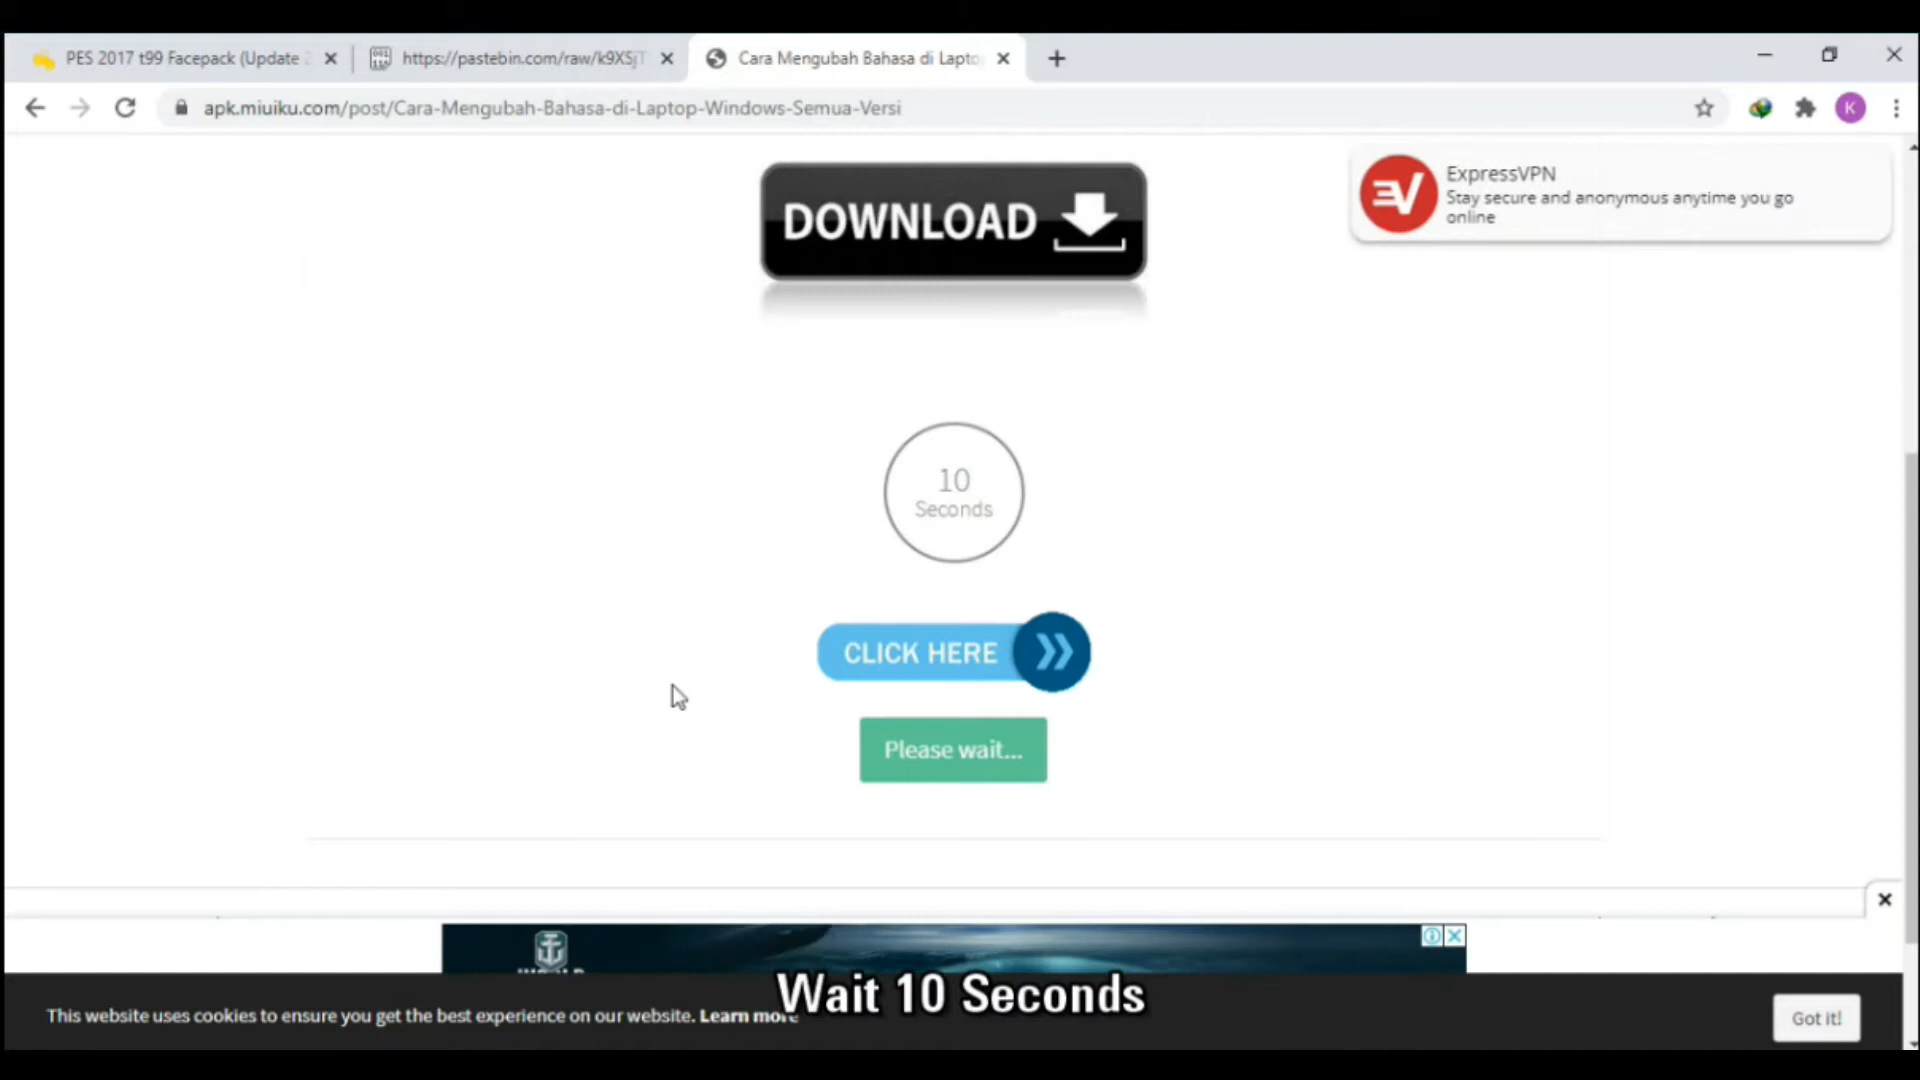 PES 2017 t99 Facepack (Update 2
https://pastebin.com/raw/k9XSjT
Cara Mengubah Bahasa di Lapto
apk.miuiku.com/post/Cara-Mengubah-Bahasa-di-Laptop-Windows-Semua-Versi
K
DOWNLOAD
ExpressVPN
Stay secure and anonymous anytime you go
online
10
Seconds
CLICK HERE
Please wait...
Wait 10 Seconds
This website uses cookies to ensure you get the best experience on our website. Learn more
Got it!